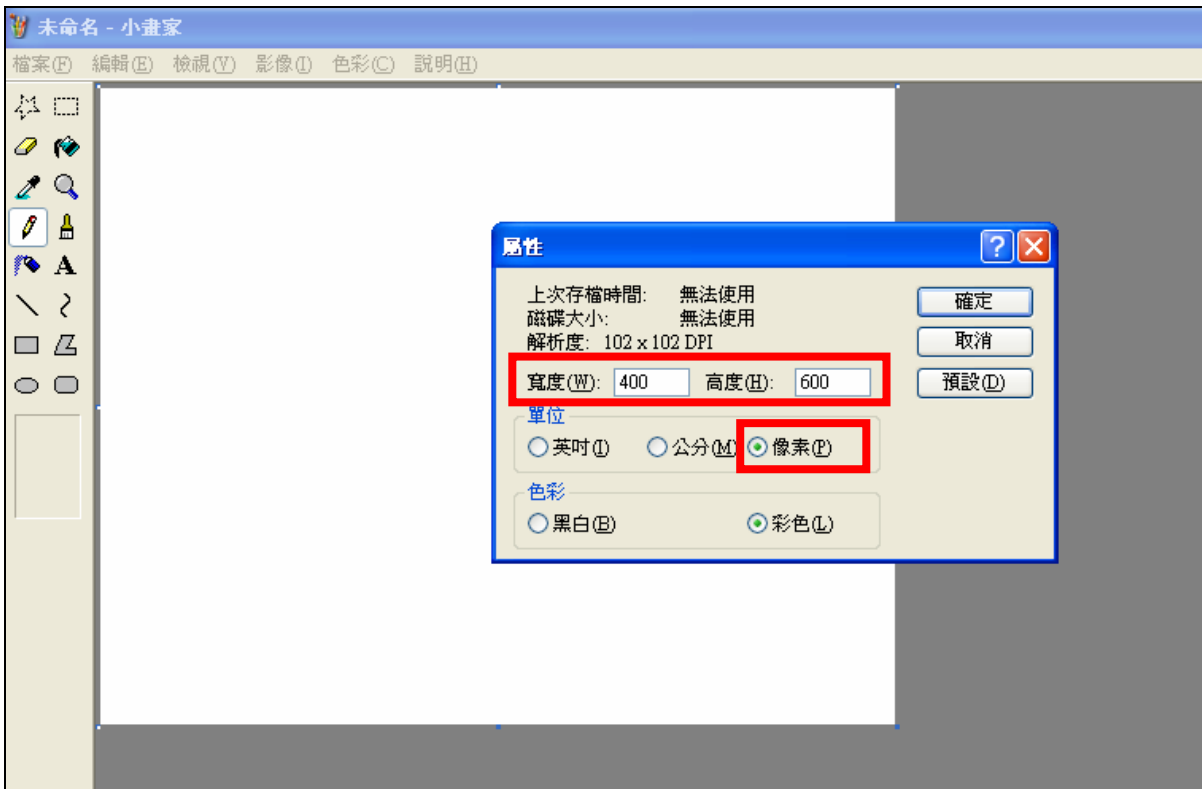 未命名 - 小畫家
檔案(F) 編輯(E) 檢視(V) 影像(I) 色彩(C) 說明(H)
A
屬性
上次存檔時間: 無法使用
磁碟大小: 無法使用
解析度: 102 x 102 DPI
寬度(W): 400 高度(H): 600
單位
英吋(I) 公分(M) 像素(P)
色彩
黑白(B) 彩色(L)
確定
取消
預設(D)